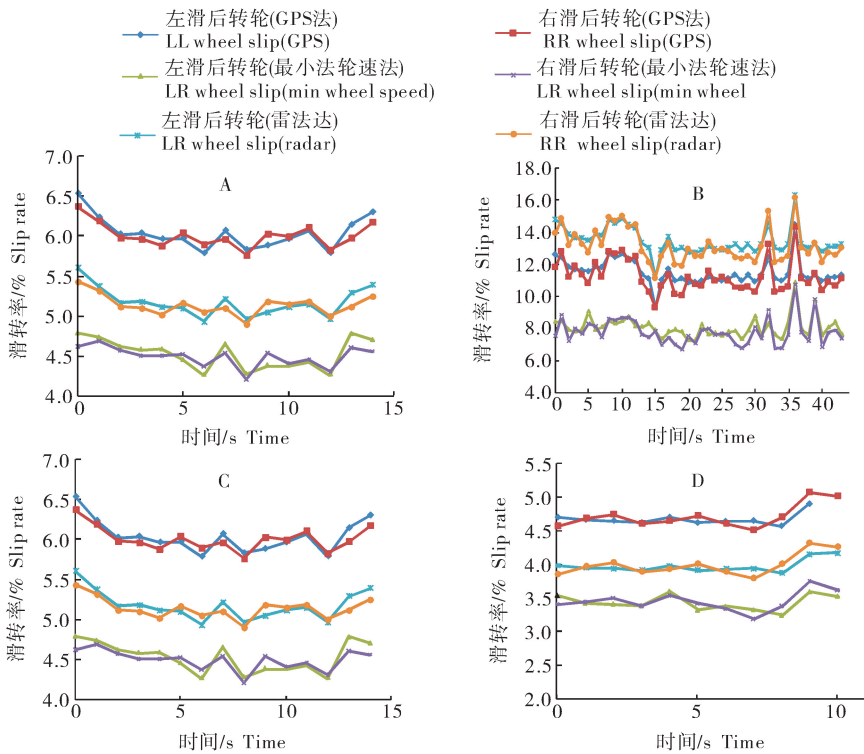 左滑后转轮(GPS法)
LL wheel slip(GPS)
右滑后转轮(GPS法)
RR wheel slip(GPS)
左滑后转轮(最小法轮速法)
LR wheel slip(min wheel speed)
右滑后转轮(最小法轮速法)
LR wheel slip(min wheel
左滑后转轮(雷法达)
LR wheel slip(radar)
右滑后转轮(雷法达)
RR wheel slip(radar)
A
滑转率/% Slip rate
7.0
6.5
6.0
5.5
5.0
4.5
4.0
0 5 10 15
时间/s Time
B
滑转率/% Slip rate
18.0
16.0
14.0
12.0
10.0
8.0
6.0
4.0
0 5 10 15 20 25 30 35 40
时间/s Time
C
滑转率/% Slip rate
7.0
6.5
6.0
5.5
5.0
4.5
4.0
0 5 10 15
时间/s Time
D
滑转率/% Slip rate
5.5
5.0
4.5
4.0
3.5
3.0
2.5
2.0
0 5 10
时间/s Time